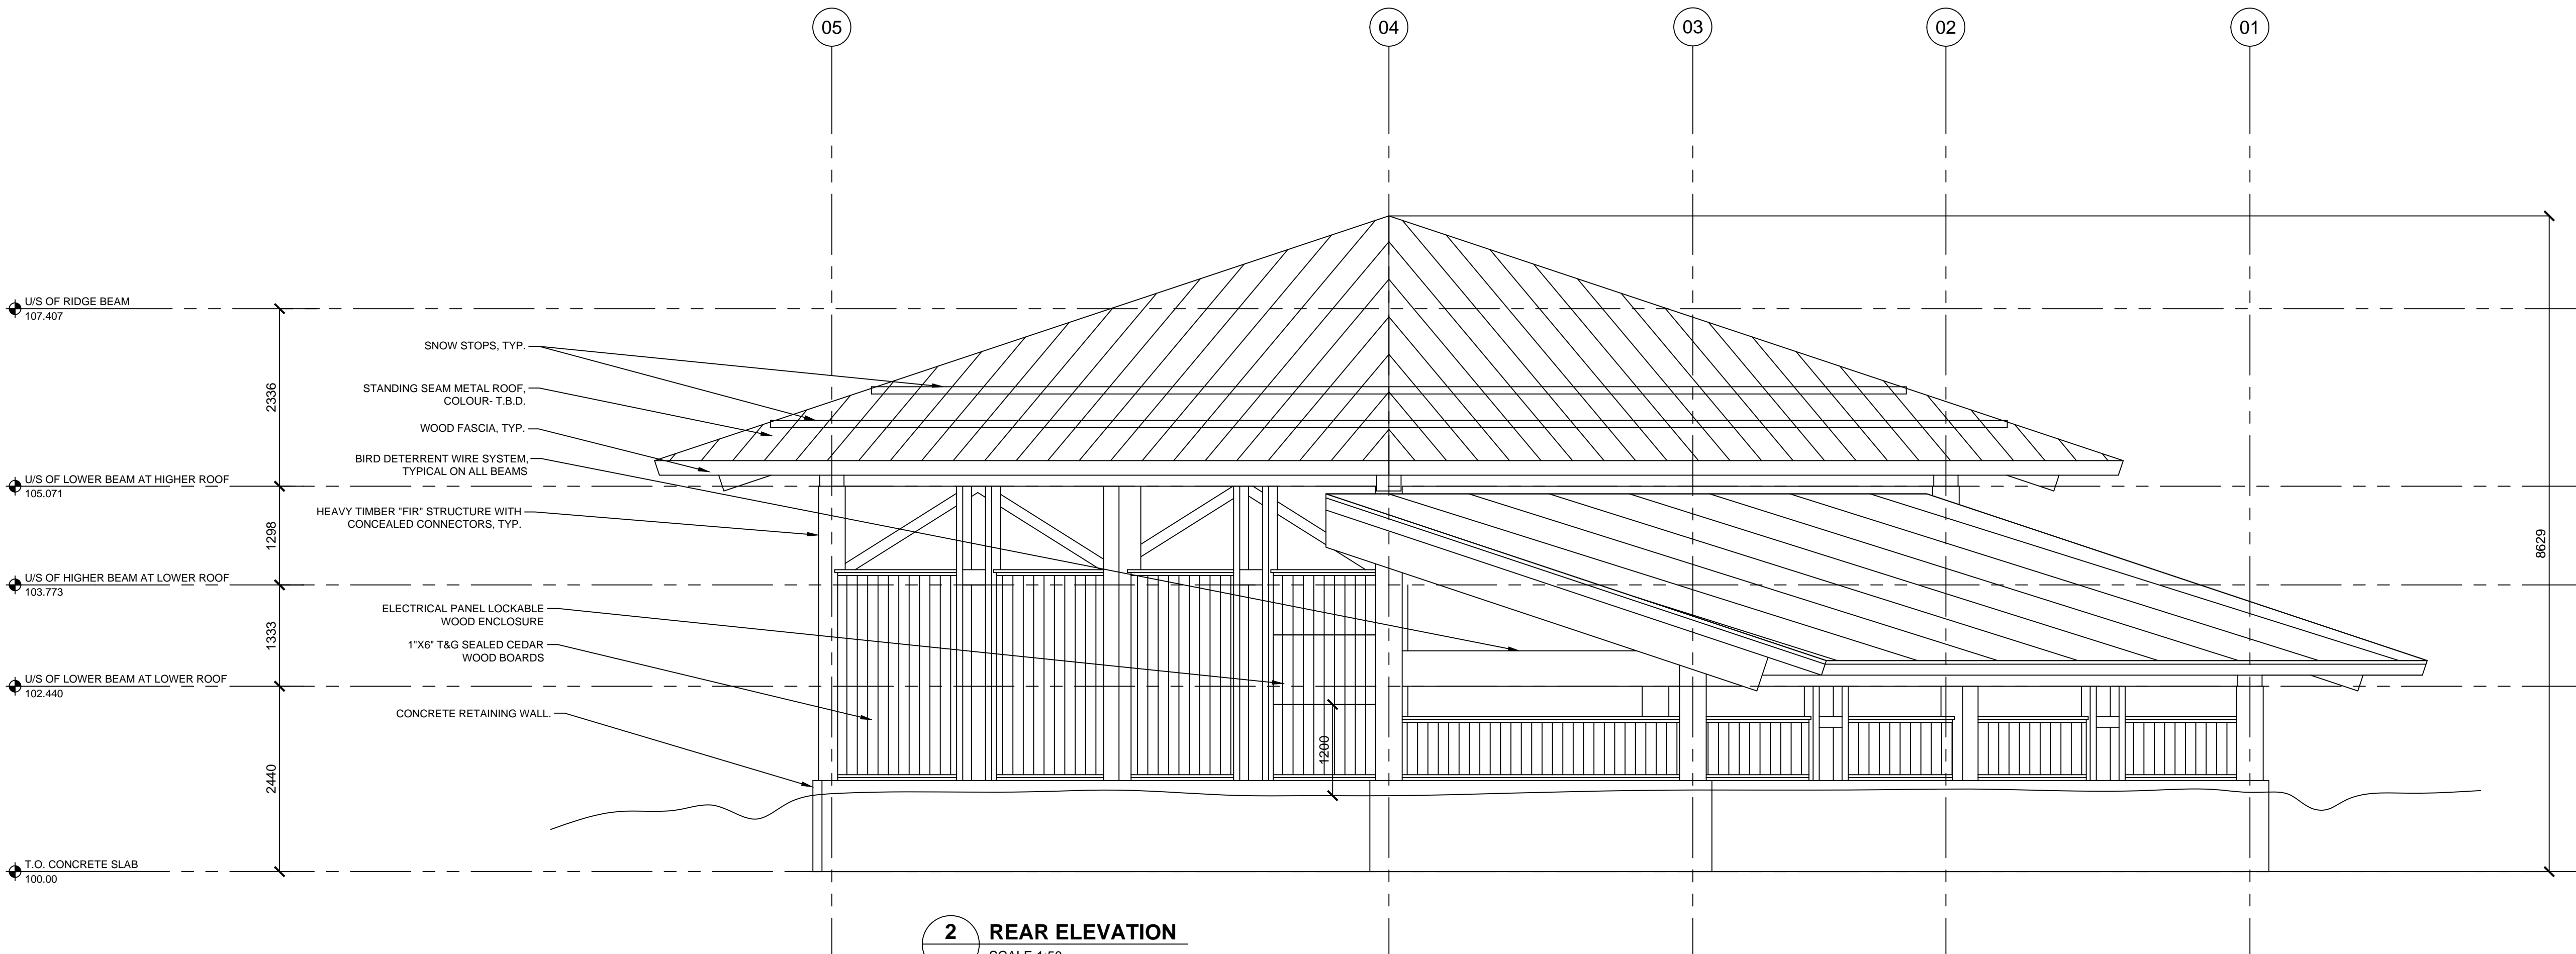 05
04
03
02
01
U/S OF RIDGE BEAM
107.407
SNOW STOPS, TYP.
STANDING SEAM METAL ROOF,
COLOUR- T.B.D.
2336
WOOD FASCIA, TYP.
BIRD DETERRENT WIRE SYSTEM,
TYPICAL ON ALL BEAMS
U/S OF LOWER BEAM AT HIGHER ROOF
105.071
HEAVY TIMBER "FIR" STRUCTURE WITH
CONCEALED CONNECTORS, TYP.
1298
8629
U/S OF HIGHER BEAM AT LOWER ROOF
103.773
ELECTRICAL PANEL LOCKABLE
WOOD ENCLOSURE
1333
1"X6" T&G SEALED CEDAR
WOOD BOARDS
U/S OF LOWER BEAM AT LOWER ROOF
102.440
CONCRETE RETAINING WALL.
1200
2440
T.O. CONCRETE SLAB
100.00
2
REAR ELEVATION
SCALE 1:50